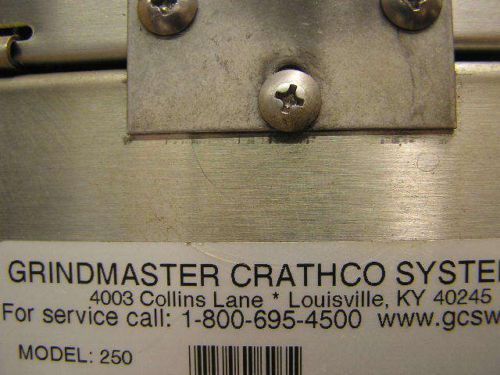 GRINDMASTER CRATHCO SYSTEM
4003 Collins Lane * Louisville, KY 40245
For service call: 1-800-695-4500 www.gcsw
MODEL: 250